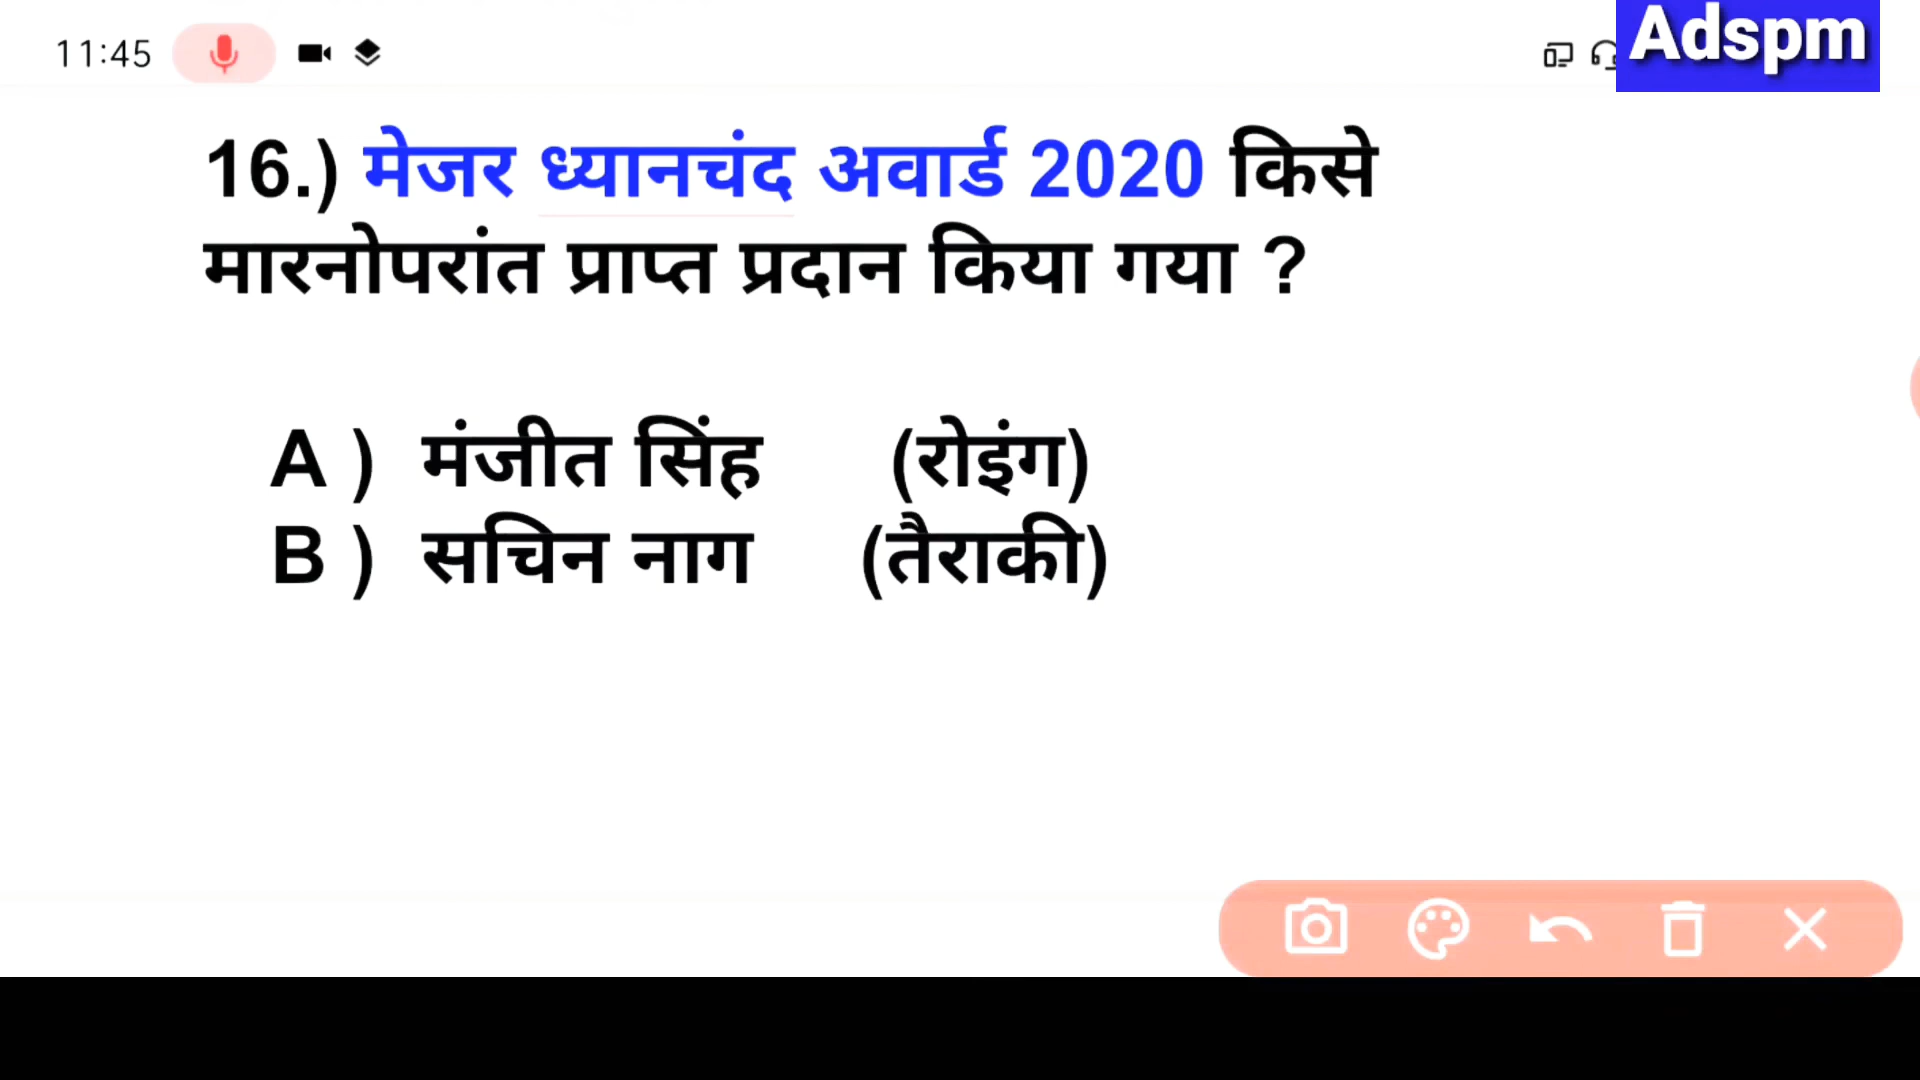 11:45
Adspm
16.) मेजर ध्यानचंद अवार्ड 2020 किसे
मारनोपरांत प्राप्त प्रदान किया गया ?
A ) मंजीत सिंह (रोइंग)
B ) सचिन नाग (तैराकी)